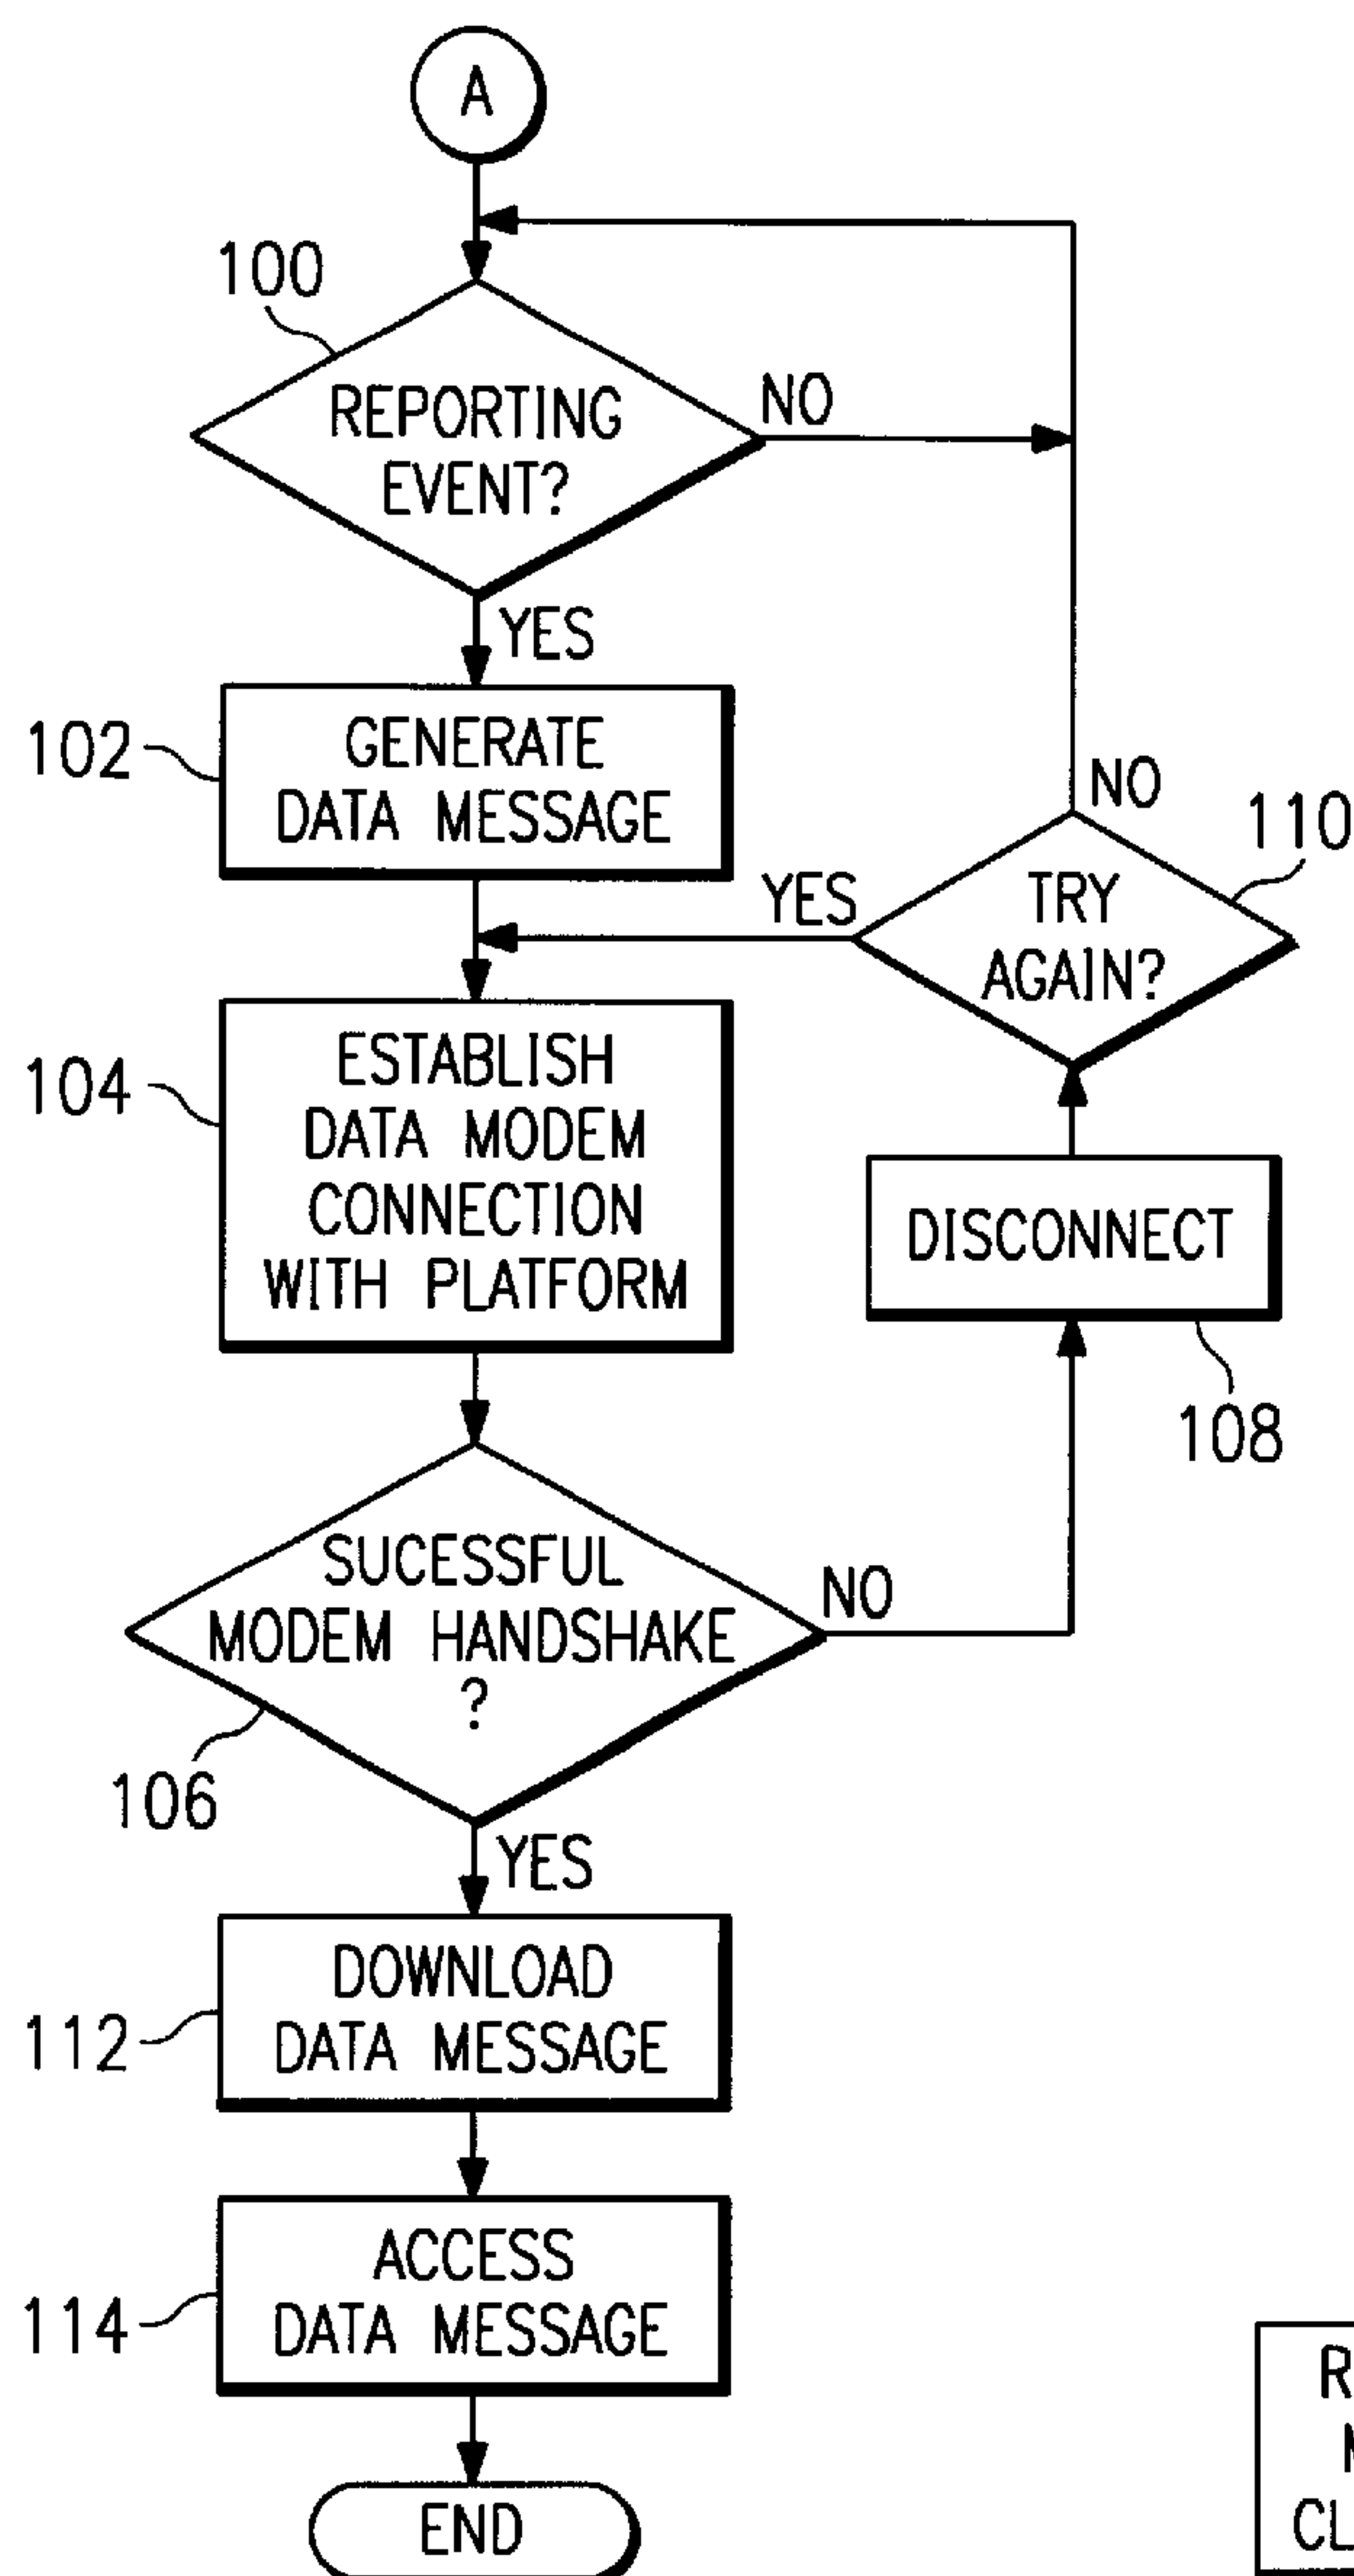 A
100
REPORTING
EVENT?
NO
YES
102
GENERATE
DATA MESSAGE
NO
110
YES
TRY
AGAIN?
104
ESTABLISH
DATA MODEM
CONNECTION
WITH PLATFORM
DISCONNECT
108
SUCESSFUL
MODEM HANDSHAKE
?
NO
106
YES
112
DOWNLOAD
DATA MESSAGE
114
ACCESS
DATA MESSAGE
END